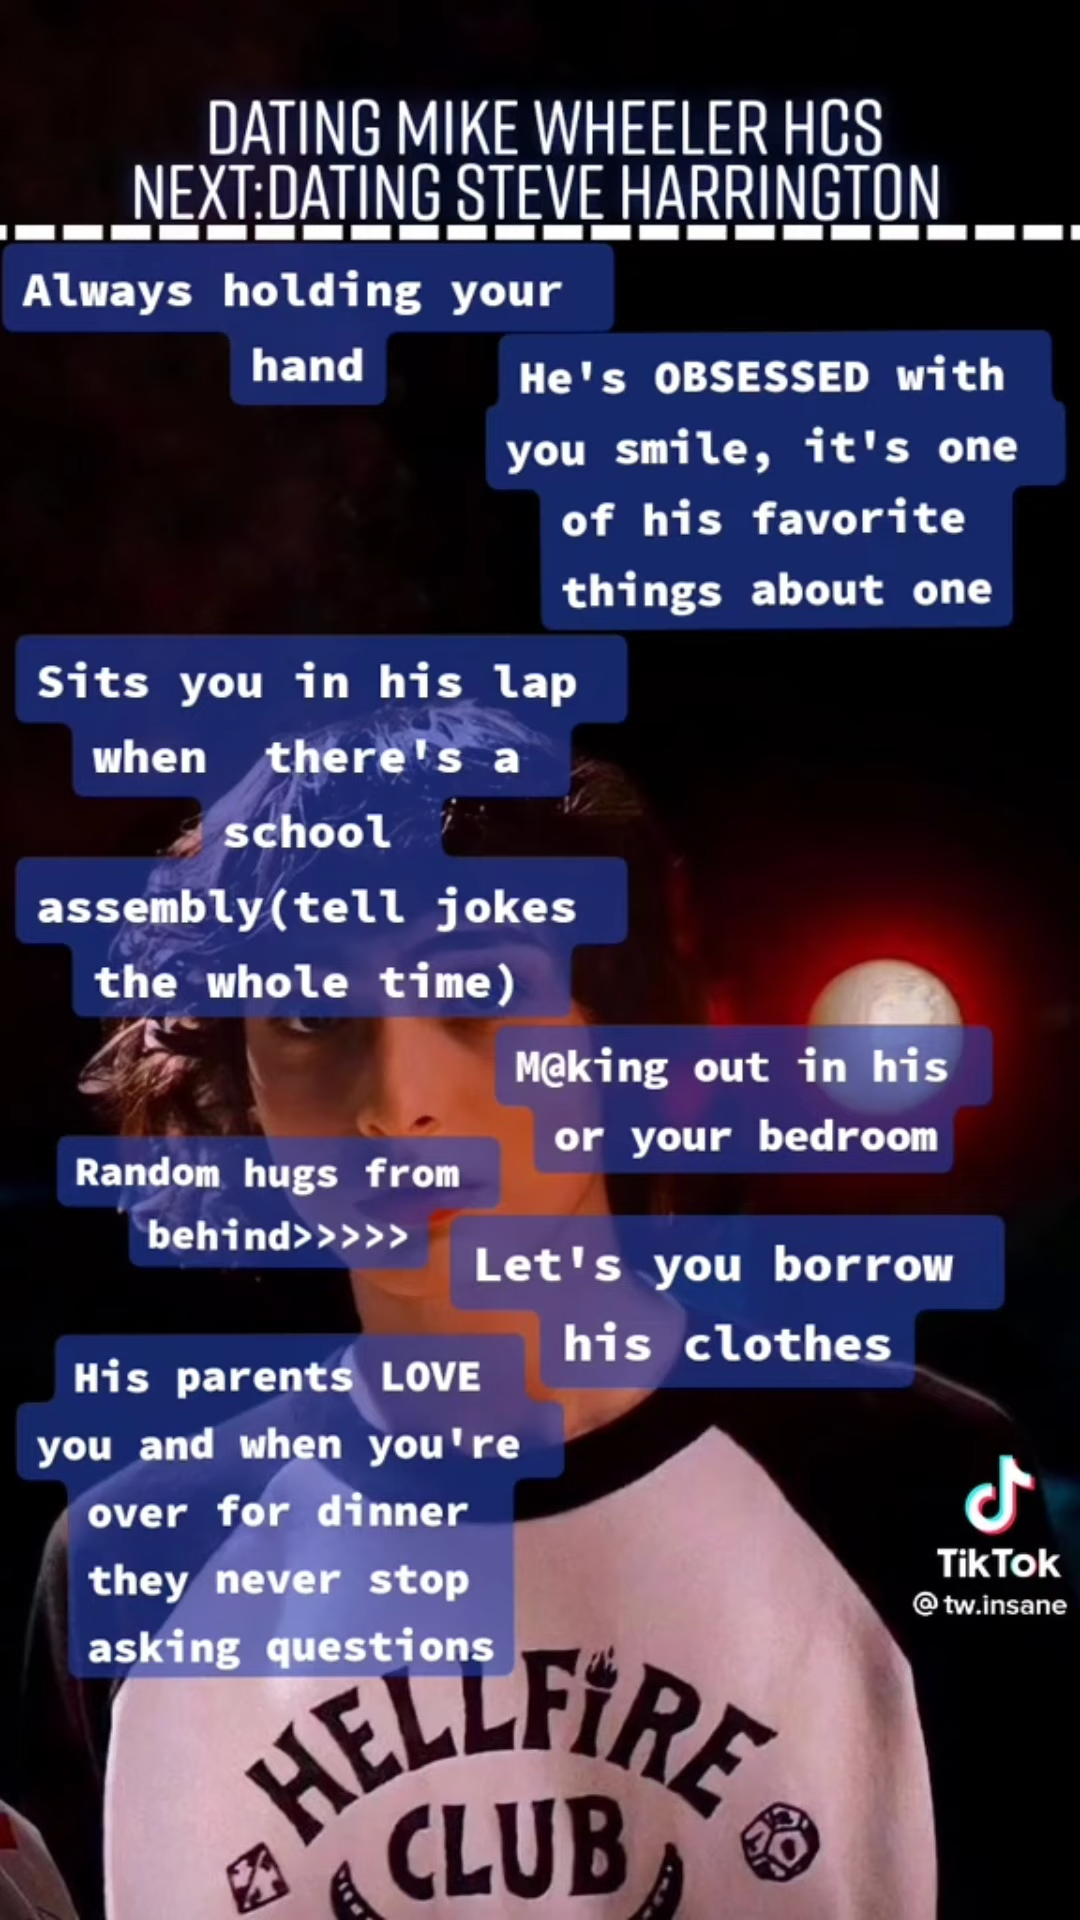 DATING MIKE WHEELER HCS
NEXT:DATING STEVE HARRINGTON
Always holding your
hand
He's OBSESSED with
you smile, it's one
of his favorite
things about one
Sits you in his lap
when there's a
school
assembly(tell jokes
the whole time)
M@king out in his
or your bedroom
Random hugs from
behind>>>>>
Let's you borrow
his clothes
His parents LOVE
you and when you're
over for dinner
they never stop
asking questions
TikTok
@tw.insane
HELLFIRE
CLUB